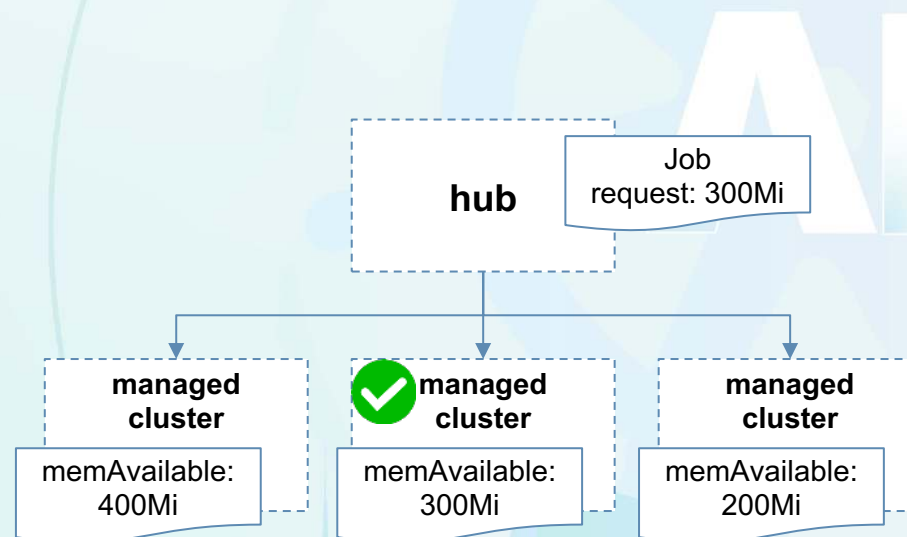 hub
Job
request: 300Mi
managed
cluster
managed
cluster
managed
cluster
memAvailable:
400Mi
memAvailable:
300Mi
memAvailable:
200Mi